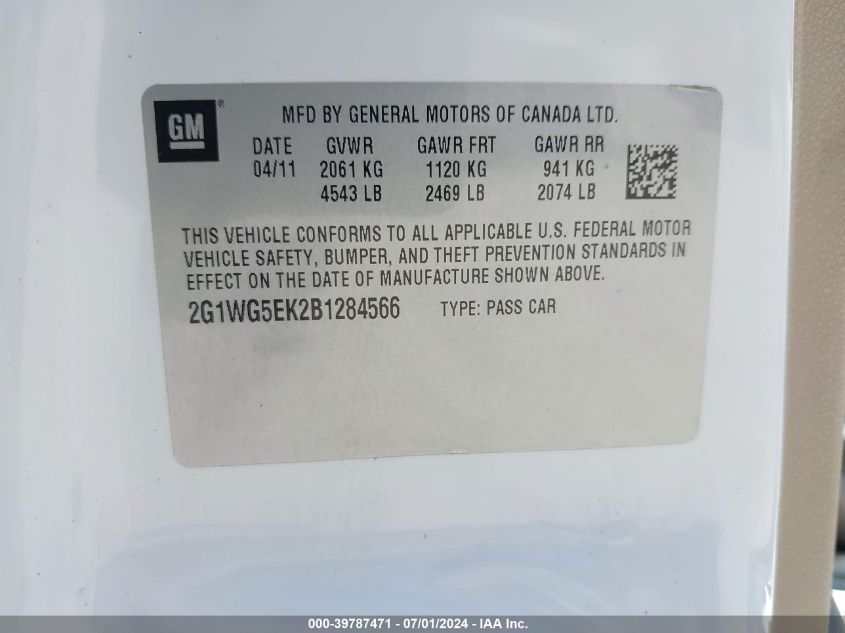 GM®
MFD BY GENERAL MOTORS OF CANADA LTD.
DATE GVWR GAWR FRT GAWR RR
04/11 2061 KG 1120 KG 941 KG
4543 LB 2469 LB 2074 LB
THIS VEHICLE CONFORMS TO ALL APPLICABLE U.S. FEDERAL MOTOR
VEHICLE SAFETY, BUMPER, AND THEFT PREVENTION STANDARDS IN
EFFECT ON THE DATE OF MANUFACTURE SHOWN ABOVE.
2G1WG5EK2B1284566 TYPE: PASS CAR
000-39787471 - 07/01/2024 - IAA Inc.